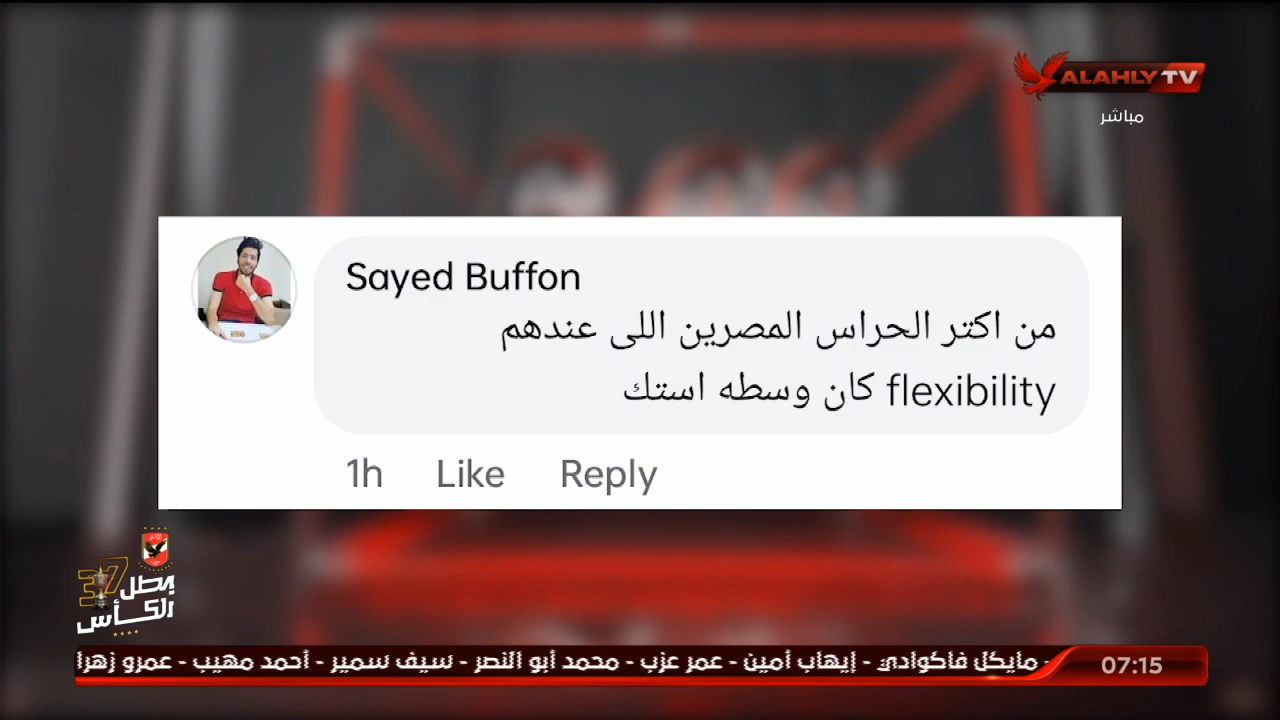 ALAHLY TV
مباشر
Sayed Buffon
من اكتر الحراس المصرين اللى عندهم
flexibility كان وسطه استك
1h Like Reply
بطل 37
الكأس
- مايكل فاكوادي - إيهاب أمين - عمر عزب - محمد أبو النصر - سيف سمير - أحمد مهيب - عمرو زهرا
07:15